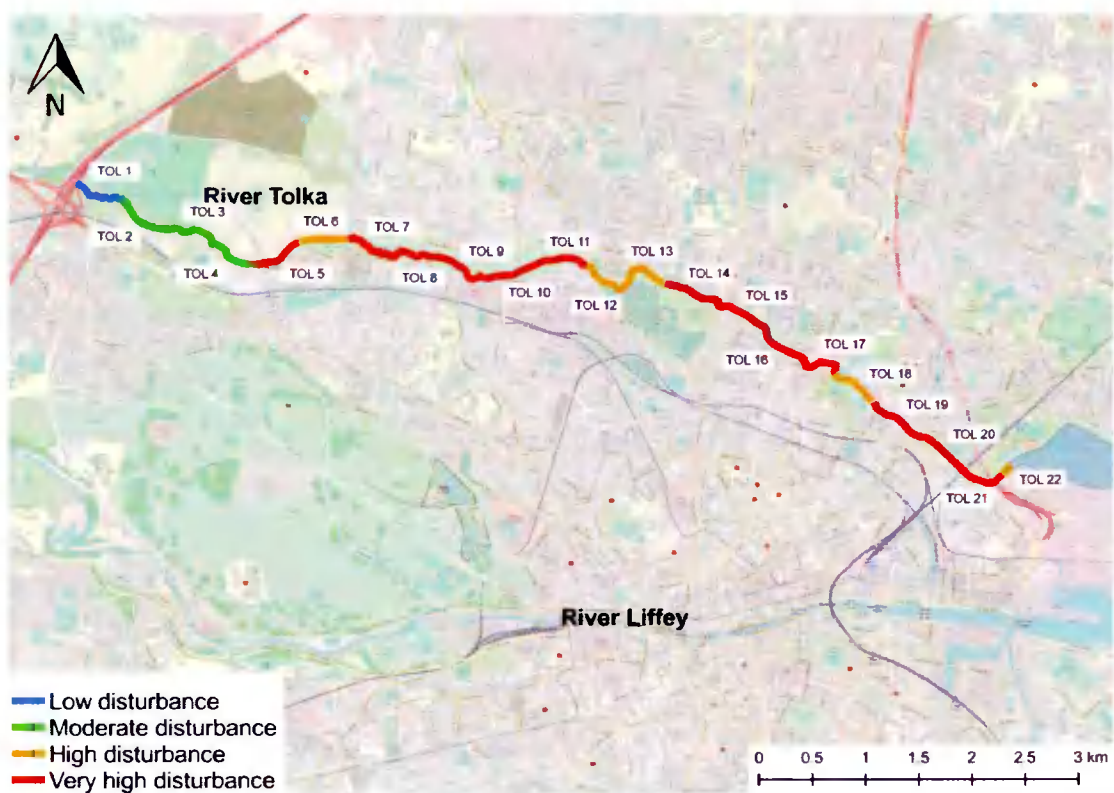 N
TOL 1
River Tolka
TOL 2
TOL 3
TOL 4
TOL 5
TOL 6
TOL 7
TOL 8
TOL 9
TOL 10
TOL 11
TOL 12
TOL 13
TOL 14
TOL 15
TOL 16
TOL 17
TOL 18
TOL 19
TOL 20
TOL 21
TOL 22
River Liffey
Low disturbance
Moderate disturbance
High disturbance
Very high disturbance
0 0.5 1 1.5 2 2.5 3 km